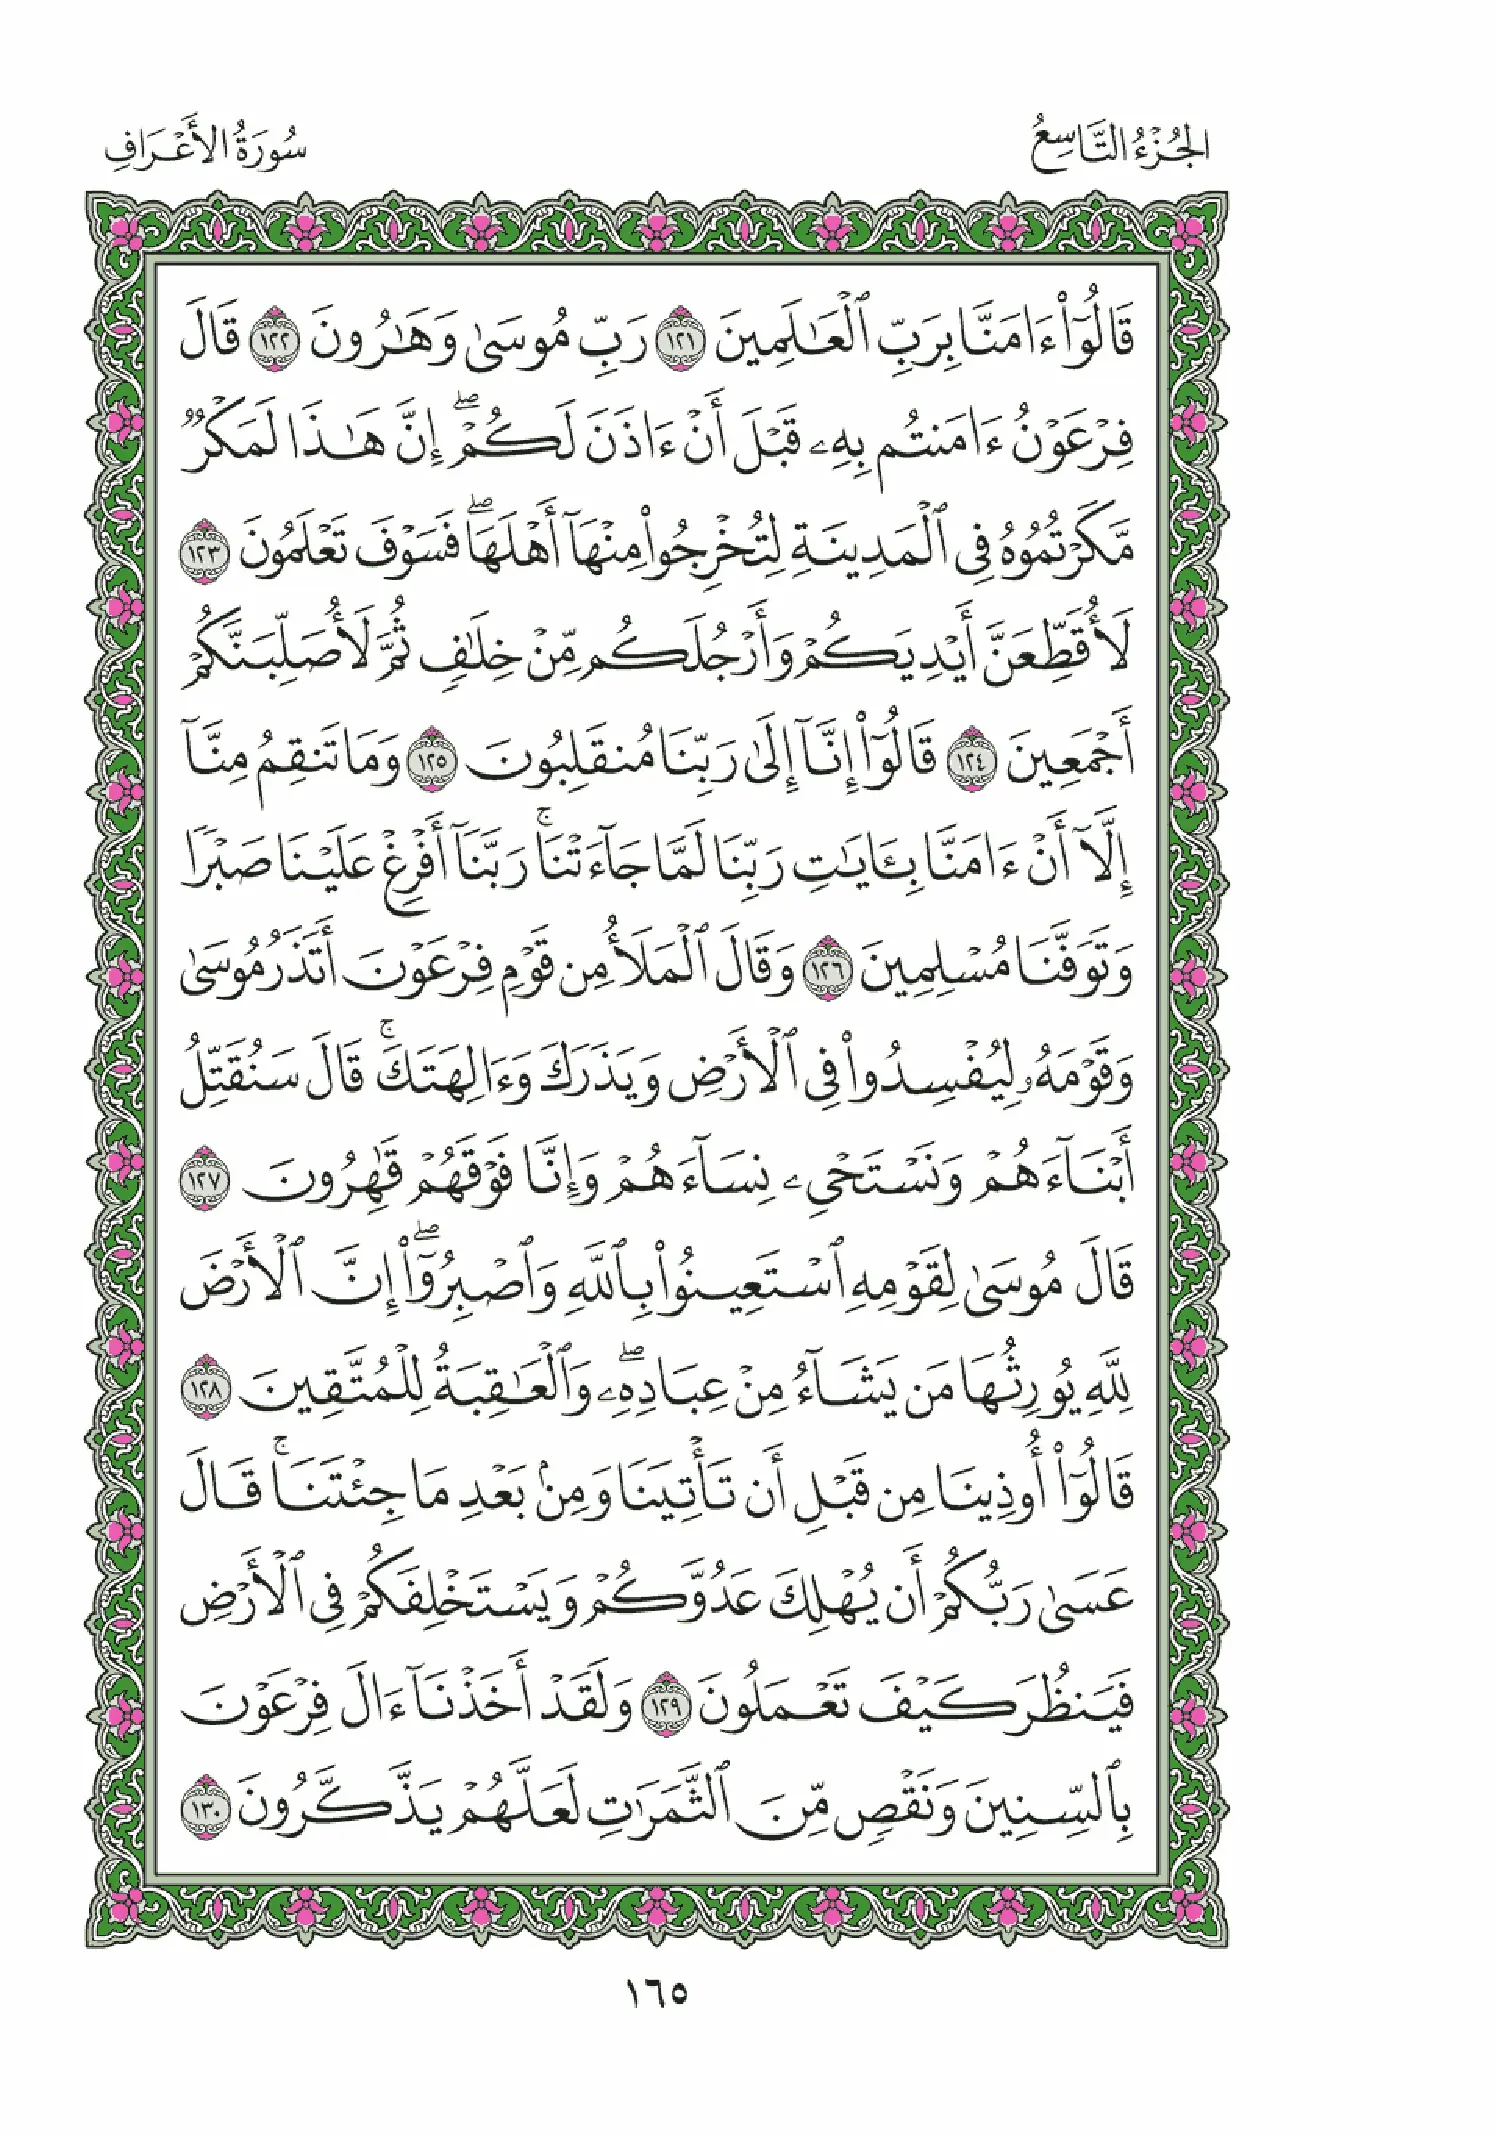 الجُزْءُ التَّاسِعُ
سُورَةُ الأَعْرَافِ
قَالُوٓا۟ ءَامَنَّا بِرَبِّ ٱلْعَـٰلَمِينَ ١٢١ رَبِّ مُوسَىٰ وَهَـٰرُونَ ١٢٢ قَالَ
فِرْعَوْنُ ءَامَنتُم بِهِۦ قَبْلَ أَنْ ءَاذَنَ لَكُمْ ۖ إِنَّ هَـٰذَا لَمَكْرٌ
مَّكَرْتُمُوهُ فِى ٱلْمَدِينَةِ لِتُخْرِجُوا۟ مِنْهَآ أَهْلَهَا ۖ فَسَوْفَ تَعْلَمُونَ ١٢٣
لَأُقَطِّعَنَّ أَيْدِيَكُمْ وَأَرْجُلَكُم مِّنْ خِلَـٰفٍ ثُمَّ لَأُصَلِّبَنَّكُمْ
أَجْمَعِينَ ١٢٤ قَالُوٓا۟ إِنَّآ إِلَىٰ رَبِّنَا مُنقَلِبُونَ ١٢٥ وَمَا تَنقِمُ مِنَّآ
إِلَّآ أَنْ ءَامَنَّا بِـَٔايَـٰتِ رَبِّنَا لَمَّا جَآءَتْنَا ۚ رَبَّنَآ أَفْرِغْ عَلَيْنَا صَبْرًا
وَتَوَفَّنَا مُسْلِمِينَ ١٢٦ وَقَالَ ٱلْمَلَأُ مِن قَوْمِ فِرْعَوْنَ أَتَذَرُ مُوسَىٰ
وَقَوْمَهُۥ لِيُفْسِدُوا۟ فِى ٱلْأَرْضِ وَيَذَرَكَ وَءَالِهَتَكَ ۚ قَالَ سَنُقَتِّلُ
أَبْنَآءَهُمْ وَنَسْتَحْىِۦ نِسَآءَهُمْ وَإِنَّا فَوْقَهُمْ قَـٰهِرُونَ ١٢٧
قَالَ مُوسَىٰ لِقَوْمِهِ ٱسْتَعِينُوا۟ بِٱللَّهِ وَٱصْبِرُوٓا۟ ۖ إِنَّ ٱلْأَرْضَ
لِلَّهِ يُورِثُهَا مَن يَشَآءُ مِنْ عِبَادِهِۦ ۖ وَٱلْعَـٰقِبَةُ لِلْمُتَّقِينَ ١٢٨
قَالُوٓا۟ أُوذِينَا مِن قَبْلِ أَن تَأْتِيَنَا وَمِنۢ بَعْدِ مَا جِئْتَنَا ۚ قَالَ
عَسَىٰ رَبُّكُمْ أَن يُهْلِكَ عَدُوَّكُمْ وَيَسْتَخْلِفَكُمْ فِى ٱلْأَرْضِ
فَيَنظُرَ كَيْفَ تَعْمَلُونَ ١٢٩ وَلَقَدْ أَخَذْنَآ ءَالَ فِرْعَوْنَ
بِٱلسِّنِينَ وَنَقْصٍ مِّنَ ٱلثَّمَرَٰتِ لَعَلَّهُمْ يَذَّكَّرُونَ ١٣٠
١٦٥